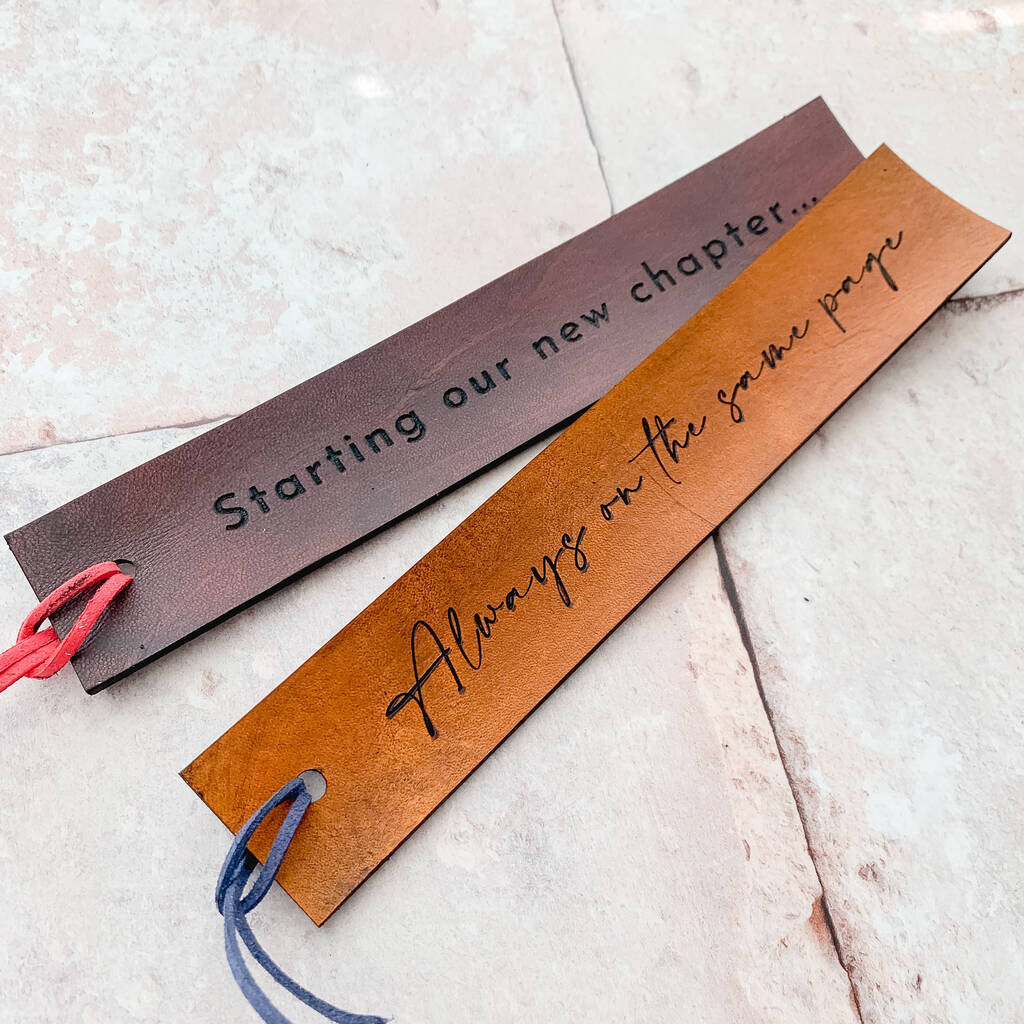 Starting our new chapter...
Always on the same page